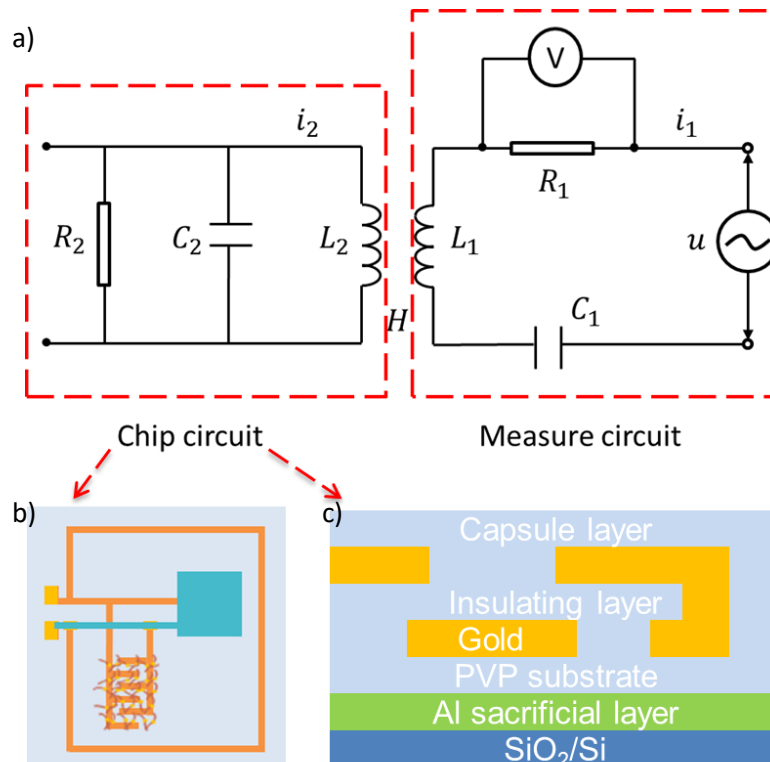 a)
V
i₂
i₁
R₁
R₂
C₂
L₂
L₁
u
H
C₁
Chip circuit
Measure circuit
b)
c)
Capsule layer
Insulating layer
Gold
PVP substrate
Al sacrificial layer
SiO₂/Si